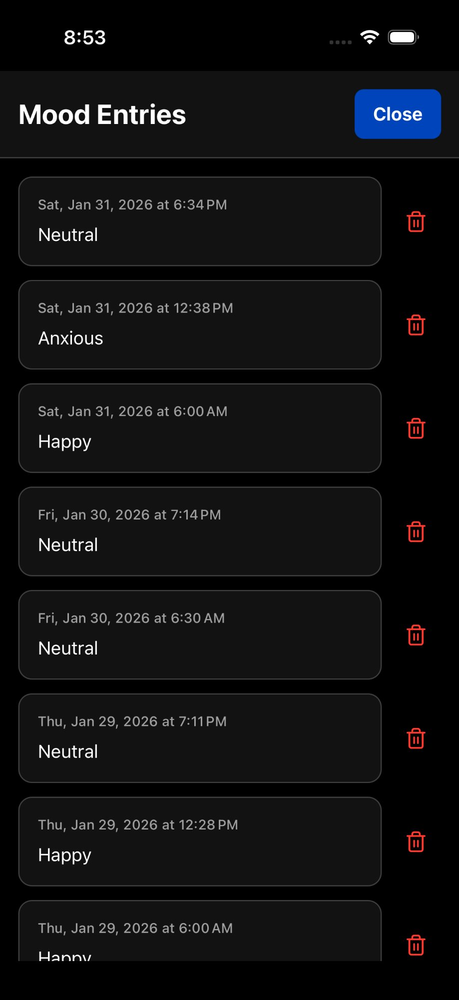 8:53
Mood Entries
Close
Sat, Jan 31, 2026 at 6:34 PM
Neutral
Sat, Jan 31, 2026 at 12:38 PM
Anxious
Sat, Jan 31, 2026 at 6:00 AM
Happy
Fri, Jan 30, 2026 at 7:14 PM
Neutral
Fri, Jan 30, 2026 at 6:30 AM
Neutral
Thu, Jan 29, 2026 at 7:11 PM
Neutral
Thu, Jan 29, 2026 at 12:28 PM
Happy
Thu, Jan 29, 2026 at 6:00 AM
Happy